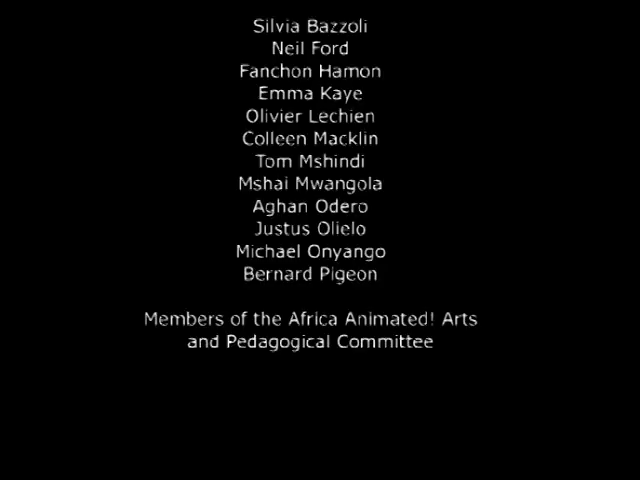 Silvia Bazzoli
Neil Ford
Fanchon Hamon
Emma Kaye
Olivier Lechien
Colleen Macklin
Tom Mshindi
Mshai Mwangola
Aghan Odero
Justus Olielo
Michael Onyango
Bernard Pigeon
Members of the Africa Animated! Arts
and Pedagogical Committee